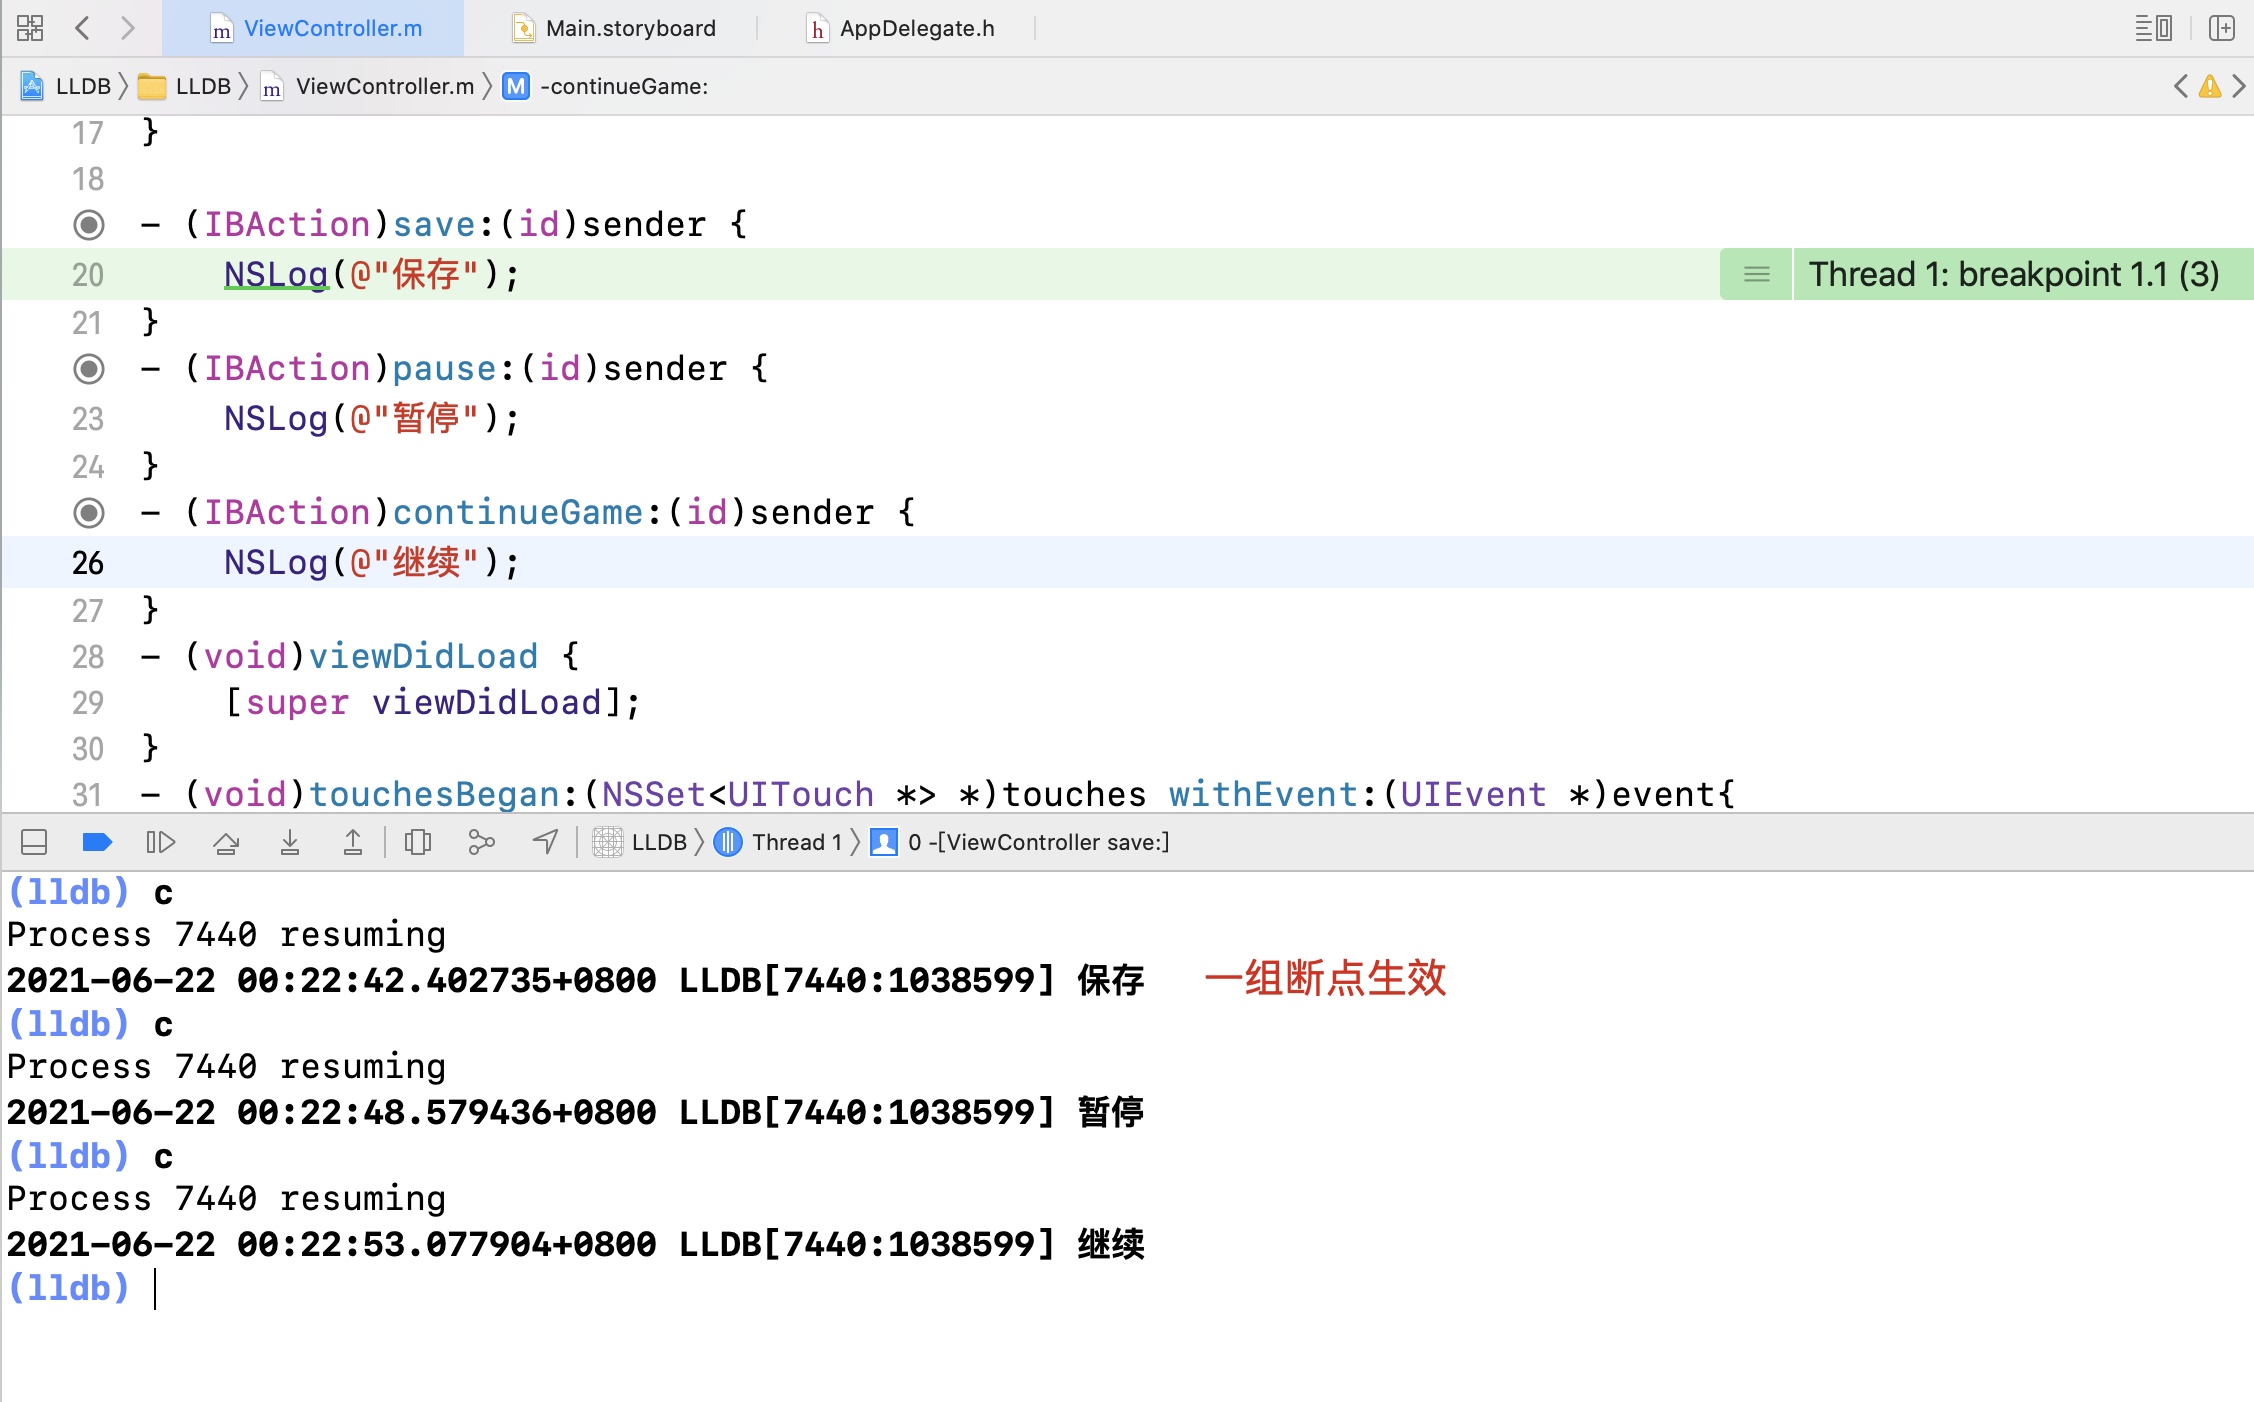 ViewController.m Main.storyboard AppDelegate.h
LLDB LLDB ViewController.m M -continueGame:
17 }
18
- (IBAction)save:(id)sender {
20 NSLog(@"保存"); Thread 1: breakpoint 1.1 (3)
21 }
- (IBAction)pause:(id)sender {
23 NSLog(@"暂停");
24 }
- (IBAction)continueGame:(id)sender {
26 NSLog(@"继续");
27 }
28 - (void)viewDidLoad {
29 [super viewDidLoad];
30 }
31 - (void)touchesBegan:(NSSet<UITouch *> *)touches withEvent:(UIEvent *)event{
LLDB Thread 1 0 -[ViewController save:]
(lldb) c
Process 7440 resuming
2021-06-22 00:22:42.402735+0800 LLDB[7440:1038599] 保存 一组断点生效
(lldb) c
Process 7440 resuming
2021-06-22 00:22:48.579436+0800 LLDB[7440:1038599] 暂停
(lldb) c
Process 7440 resuming
2021-06-22 00:22:53.077904+0800 LLDB[7440:1038599] 继续
(lldb)